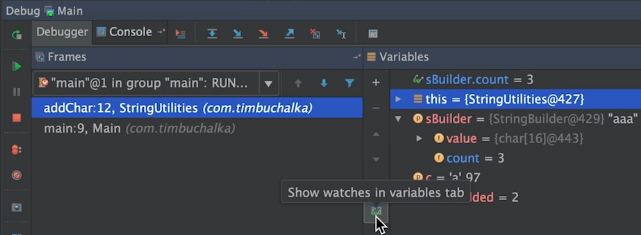 Debug Main
Debugger Console
Frames
Variables
"main"@1 in group "main": RUN...
addChar:12, StringUtilities (com.timbuchalka)
main:9, Main (com.timbuchalka)
sBuilder.count = 3
this = {StringUtilities@427}
sBuilder = {StringBuilder@429} "aaa"
value = {char[16]@443}
count = 3
c = 'a' 97
= 2
Show watches in variables tab